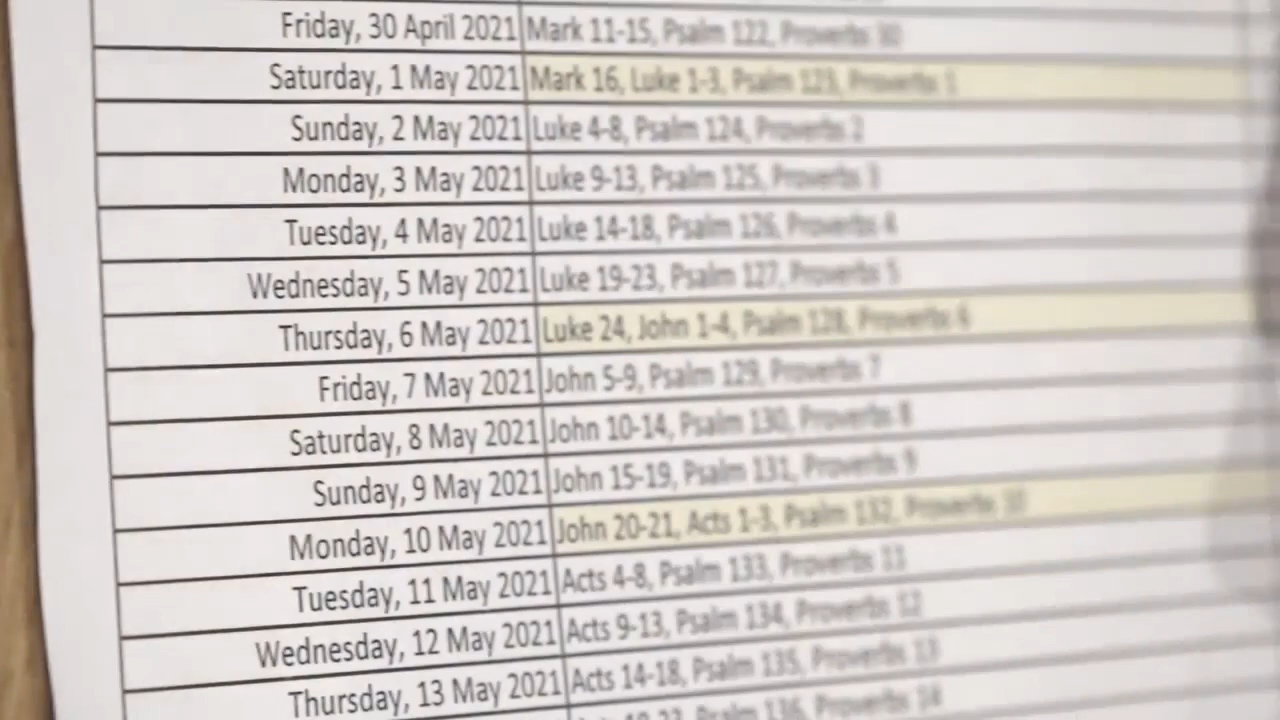 Friday, 30 April 2021 Mark 11-15, Psalm 122, Proverbs 30
Saturday, 1 May 2021 Mark 16, Luke 1-3, Psalm 123, Proverbs 1
Sunday, 2 May 2021 Luke 4-8, Psalm 124, Proverbs 2
Monday, 3 May 2021 Luke 9-13, Psalm 125, Proverbs 3
Tuesday, 4 May 2021 Luke 14-18, Psalm 126, Proverbs 4
Wednesday, 5 May 2021 Luke 19-23, Psalm 127, Proverbs 5
Thursday, 6 May 2021 Luke 24, John 1-4, Psalm 128, Proverbs 6
Friday, 7 May 2021 John 5-9, Psalm 129, Proverbs 7
Saturday, 8 May 2021 John 10-14, Psalm 130, Proverbs 8
Sunday, 9 May 2021 John 15-19, Psalm 131, Proverbs 9
Monday, 10 May 2021 John 20-21, Acts 1-3, Psalm 132, Proverbs 10
Tuesday, 11 May 2021 Acts 4-8, Psalm 133, Proverbs 11
Wednesday, 12 May 2021 Acts 9-13, Psalm 134, Proverbs 12
Thursday, 13 May 2021 Acts 14-18, Psalm 135, Proverbs 13
Psalm 136, Proverbs 14